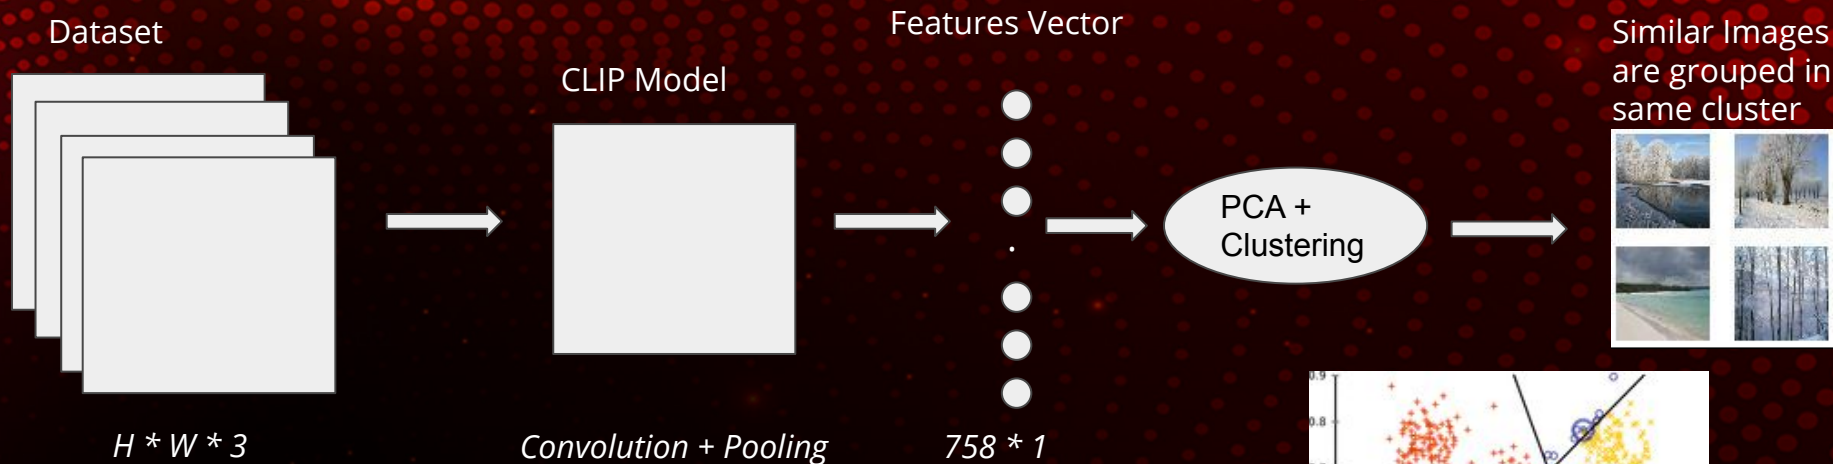 Dataset
CLIP Model
Features Vector
Similar Images
are grouped in
same cluster
PCA +
Clustering
H * W * 3
Convolution + Pooling
758 * 1
0.9
0.8